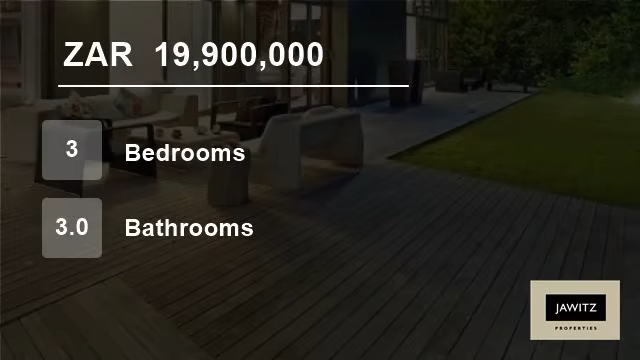 ZAR 19,900,000
3 Bedrooms
3.0 Bathrooms
JAWITZ
PROPERTIES